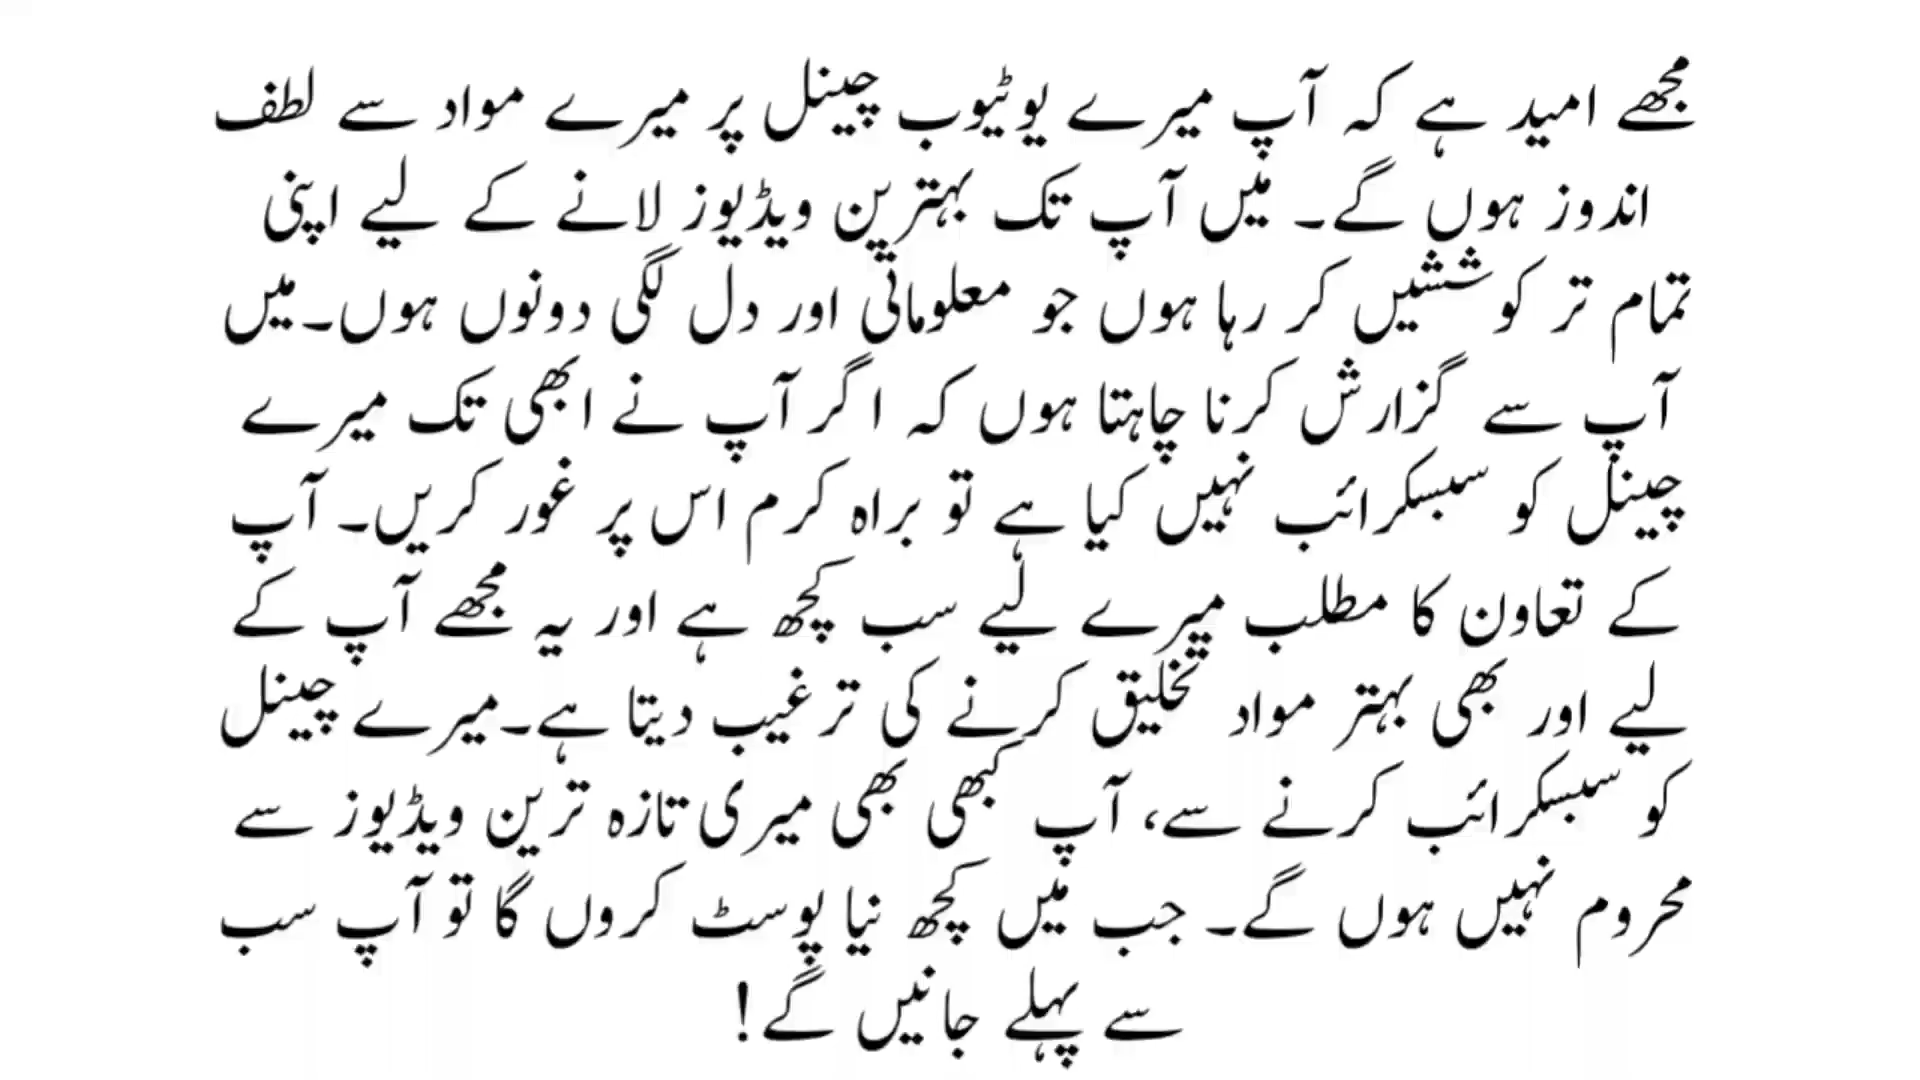 مجھے امید ہے کہ آپ میرے یوٹیوب چینل پر میرے مواد سے لطف
اندوز ہوں گے۔ میں آپ تک بہترین ویڈیوز لانے کے لیے اپنی
تمام تر کوششیں کر رہا ہوں جو معلوماتی اور دل لگی دونوں ہوں۔میں
آپ سے گزارش کرنا چاہتا ہوں کہ اگر آپ نے ابھی تک میرے
چینل کو سبسکرائب نہیں کیا ہے تو براہ کرم اس پر غور کریں۔ آپ
کے تعاون کا مطلب میرے لیے سب کچھ ہے اور یہ مجھے آپ کے
لیے اور بھی بہتر مواد تخلیق کرنے کی ترغیب دیتا ہے۔میرے چینل
کو سبسکرائب کرنے سے، آپ کبھی بھی میری تازہ ترین ویڈیوز سے
محروم نہیں ہوں گے۔ جب میں کچھ نیا پوسٹ کروں گا تو آپ سب
سے پہلے جانیں گے!